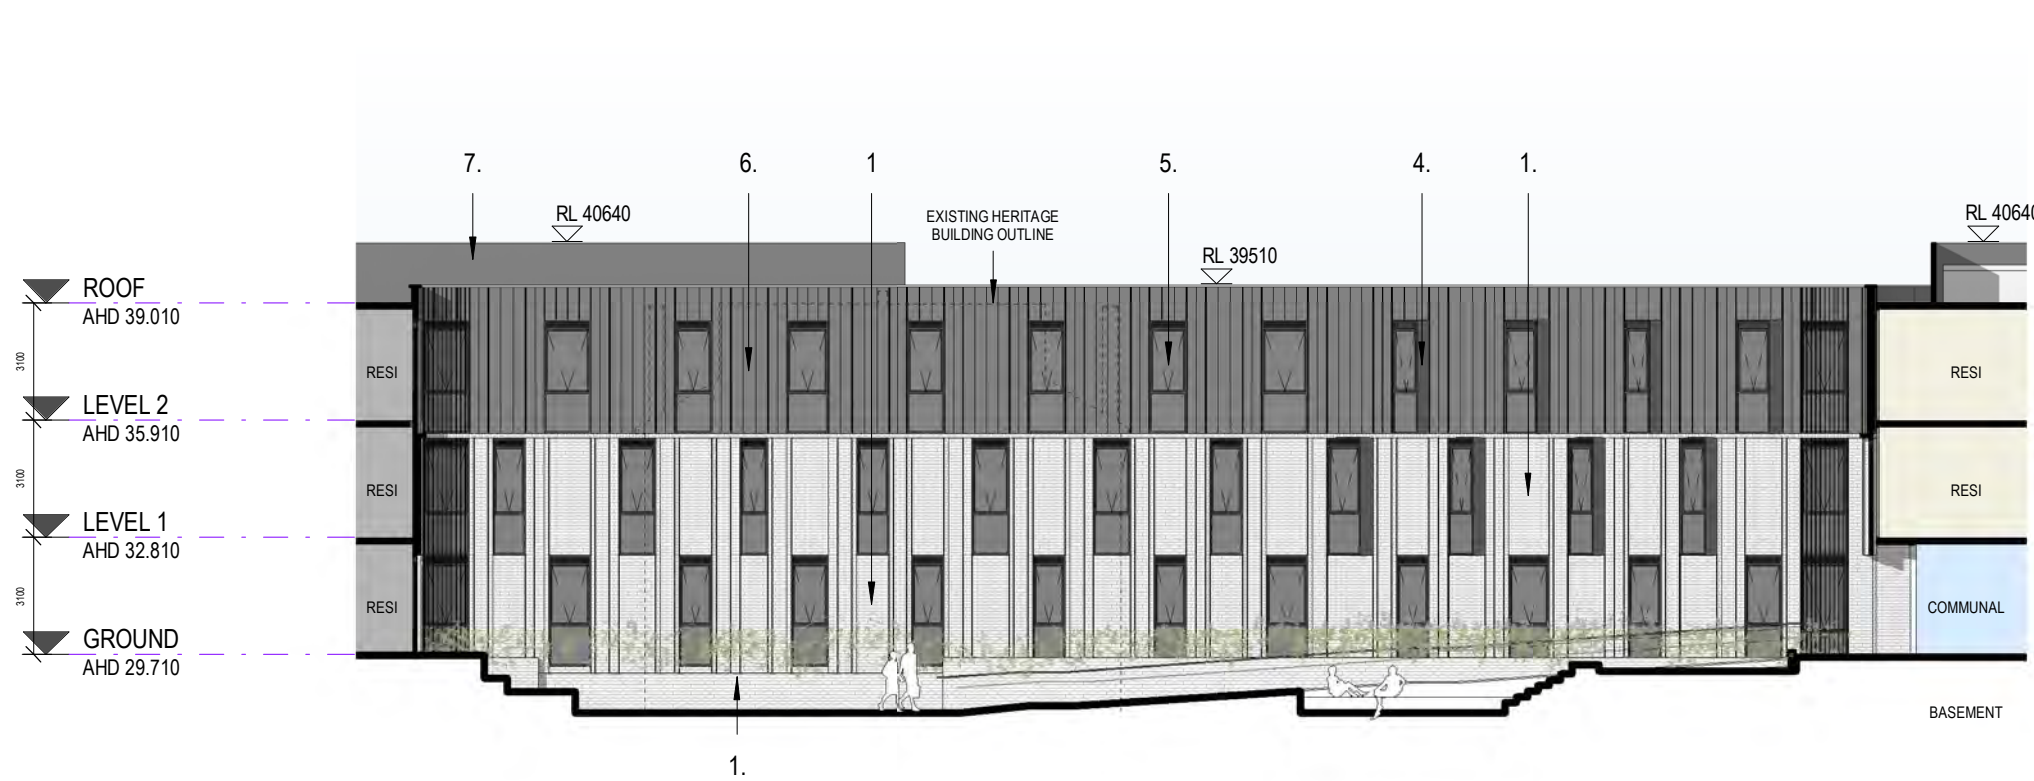 7.
6.
1
5.
4.
1.
RL 40640
EXISTING HERITAGE
BUILDING OUTLINE
RL 39510
RL 40640
ROOF
AHD 39.010
3100
RESI
RESI
LEVEL 2
AHD 35.910
3100
RESI
RESI
LEVEL 1
AHD 32.810
3100
RESI
COMMUNAL
GROUND
AHD 29.710
BASEMENT
1.